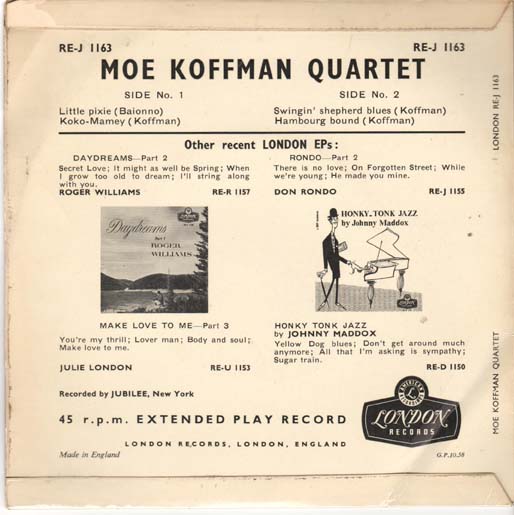 RE-J 1163
RE-J 1163
MOE KOFFMAN QUARTET
SIDE No. 1
Little pixie (Baionno)
Koko-Mamey (Koffman)
SIDE No. 2
Swingin' shepherd blues (Koffman)
Hambourg bound (Koffman)
Other recent LONDON EPs:
DAYDREAMS—Part 2
Secret Love; It might as well be Spring; When
I grow too old to dream; I'll string along
with you.
ROGER WILLIAMS RE-R 1157
RONDO—Part 2
There is no love; On Forgotten Street; While
we're young; He made you mine.
DON RONDO RE-J 1155
Daydreams
ROGER
WILLIAMS
HONKY-TONK JAZZ
by Johnny Maddox
MAKE LOVE TO ME—Part 3
You're my thrill; Lover man; Body and soul;
Make love to me.
JULIE LONDON RE-U 1153
HONKY TONK JAZZ
by JOHNNY MADDOX
Yellow Dog blues; Don't get around much
anymore; All that I'm asking is sympathy;
Sugar train.
RE-D 1150
Recorded by JUBILEE, New York
45 r.p.m. EXTENDED PLAY RECORD
LONDON RECORDS, LONDON, ENGLAND
Made in England
AMERICAN
L
LONDON
RECORDS
G.P.10.58
LONDON RE-J 1163
MOE KOFFMAN QUARTET